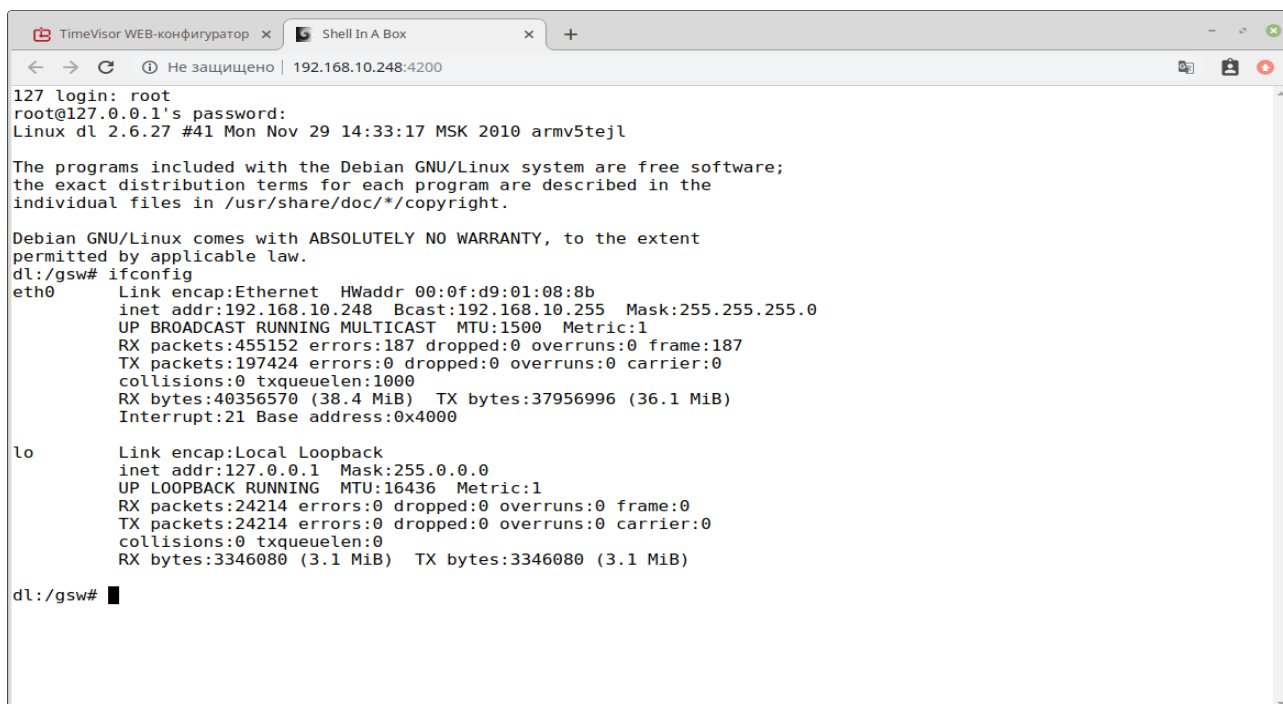 TimeVisor WEB-конфигуратор × Shell In A Box × +
Не защищено | 192.168.10.248:4200
127 login: root
root@127.0.0.1's password:
Linux dl 2.6.27 #41 Mon Nov 29 14:33:17 MSK 2010 armv5tejl
The programs included with the Debian GNU/Linux system are free software;
the exact distribution terms for each program are described in the
individual files in /usr/share/doc/*/copyright.
Debian GNU/Linux comes with ABSOLUTELY NO WARRANTY, to the extent
permitted by applicable law.
dl:/gsw# ifconfig
eth0 Link encap:Ethernet HWaddr 00:0f:d9:01:08:8b
inet addr:192.168.10.248 Bcast:192.168.10.255 Mask:255.255.255.0
UP BROADCAST RUNNING MULTICAST MTU:1500 Metric:1
RX packets:455152 errors:187 dropped:0 overruns:0 frame:187
TX packets:197424 errors:0 dropped:0 overruns:0 carrier:0
collisions:0 txqueuelen:1000
RX bytes:40356570 (38.4 MiB) TX bytes:37956996 (36.1 MiB)
Interrupt:21 Base address:0x4000
lo Link encap:Local Loopback
inet addr:127.0.0.1 Mask:255.0.0.0
UP LOOPBACK RUNNING MTU:16436 Metric:1
RX packets:24214 errors:0 dropped:0 overruns:0 frame:0
TX packets:24214 errors:0 dropped:0 overruns:0 carrier:0
collisions:0 txqueuelen:0
RX bytes:3346080 (3.1 MiB) TX bytes:3346080 (3.1 MiB)
dl:/gsw#